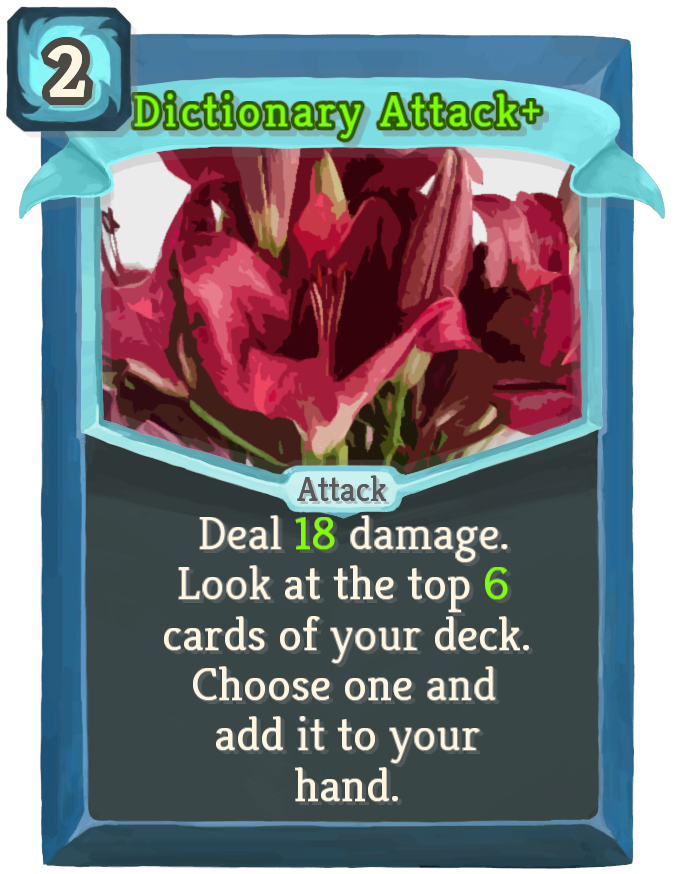 2
Dictionary Attack+
Attack
Deal 18 damage.
Look at the top 6
cards of your deck.
Choose one and
add it to your
hand.